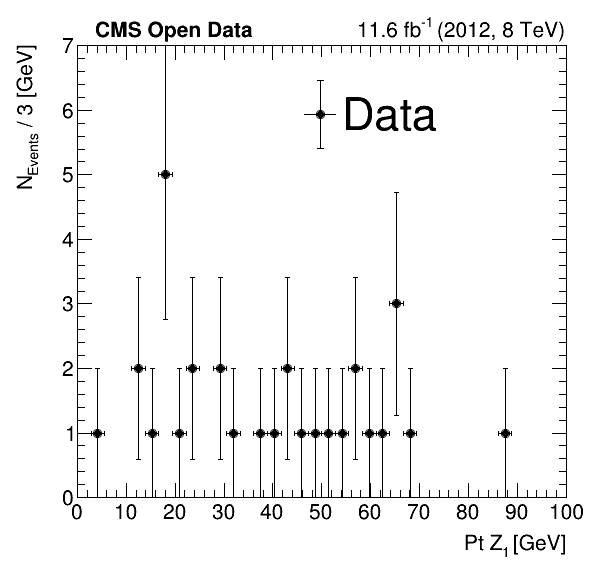 CMS Open Data 11.6 fb⁻¹ (2012, 8 TeV)
N_Events / 3 [GeV]
7
6
5
4
3
2
1
0
Data
0 10 20 30 40 50 60 70 80 90 100
Pt Z₁ [GeV]